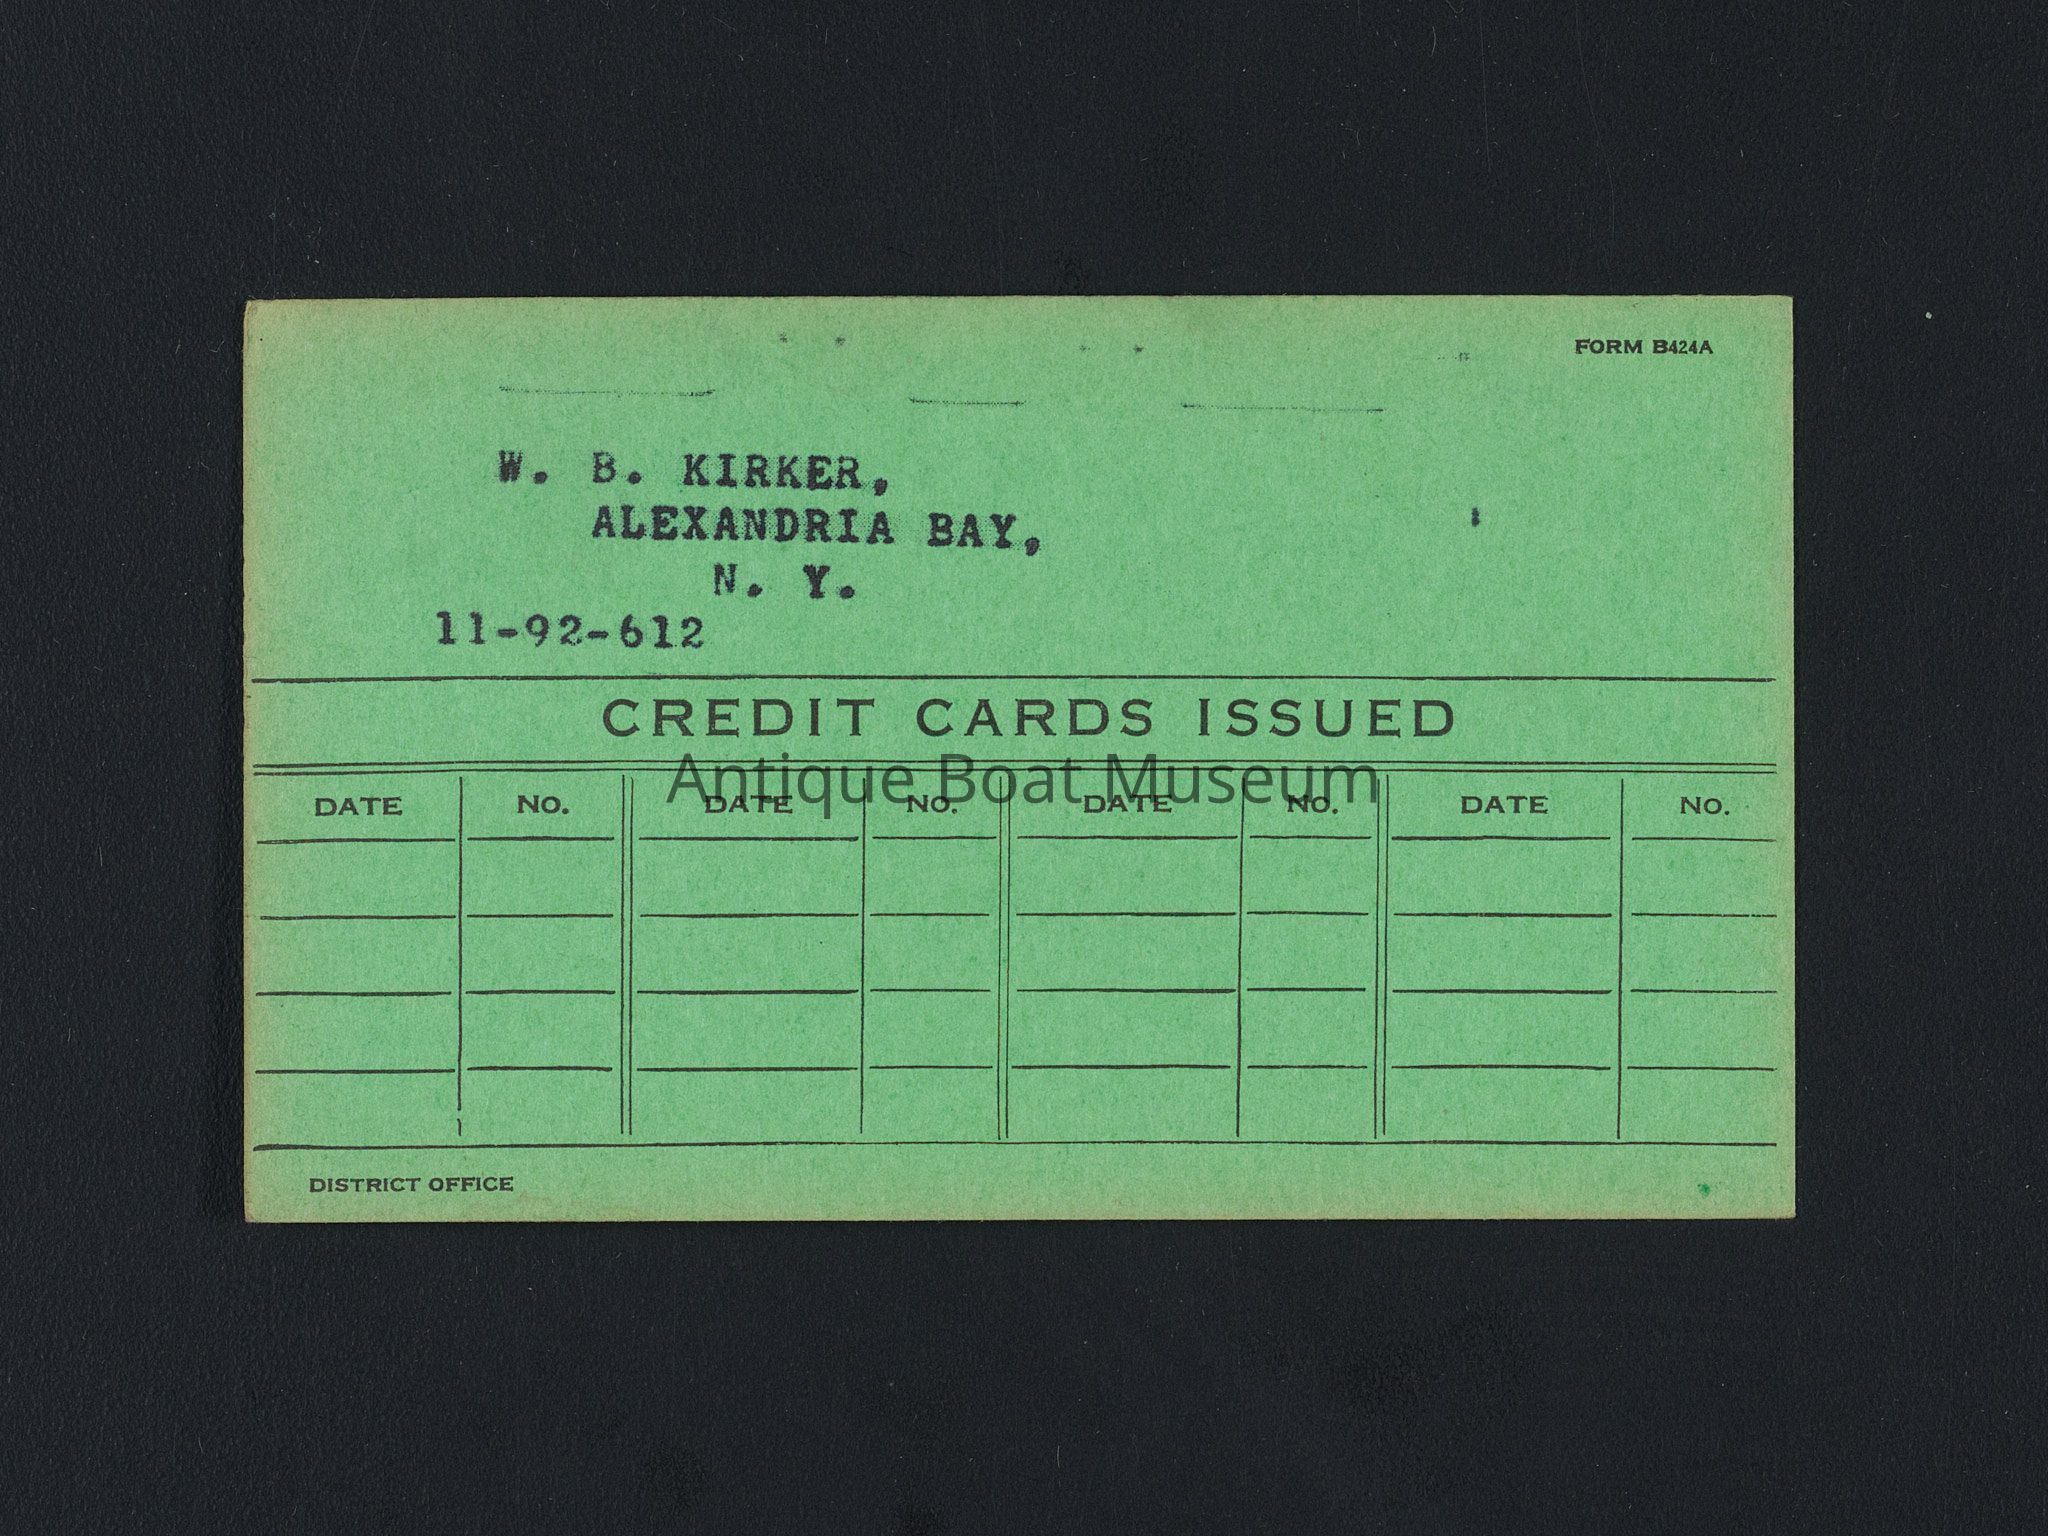 FORM B424A
W. B. KIRKER,
ALEXANDRIA BAY,
N. Y.
11-92-612
CREDIT CARDS ISSUED
Antique Boat Museum
DATE NO. DATE NO. DATE NO. DATE NO.
DISTRICT OFFICE